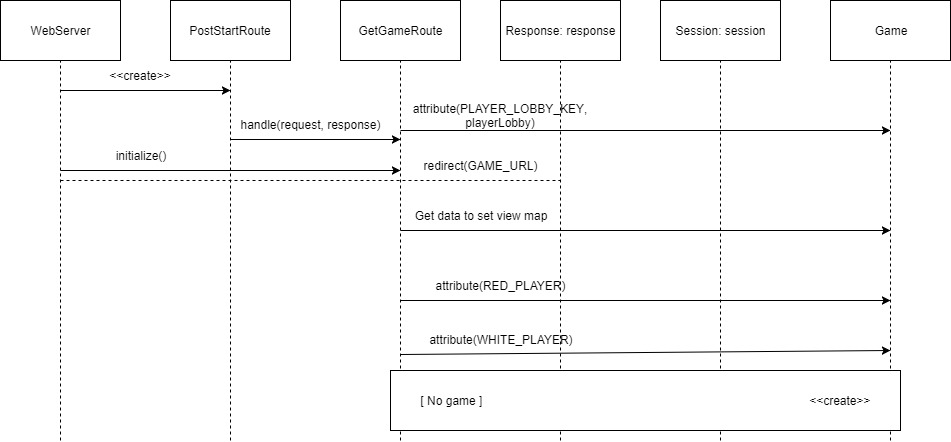 WebServer
PostStartRoute
GetGameRoute
Response: response
Session: session
Game
<<create>>
attribute(PLAYER_LOBBY_KEY,
playerLobby)
handle(request, response)
initialize()
redirect(GAME_URL)
Get data to set view map
attribute(RED_PLAYER)
attribute(WHITE_PLAYER)
[ No game ]
<<create>>